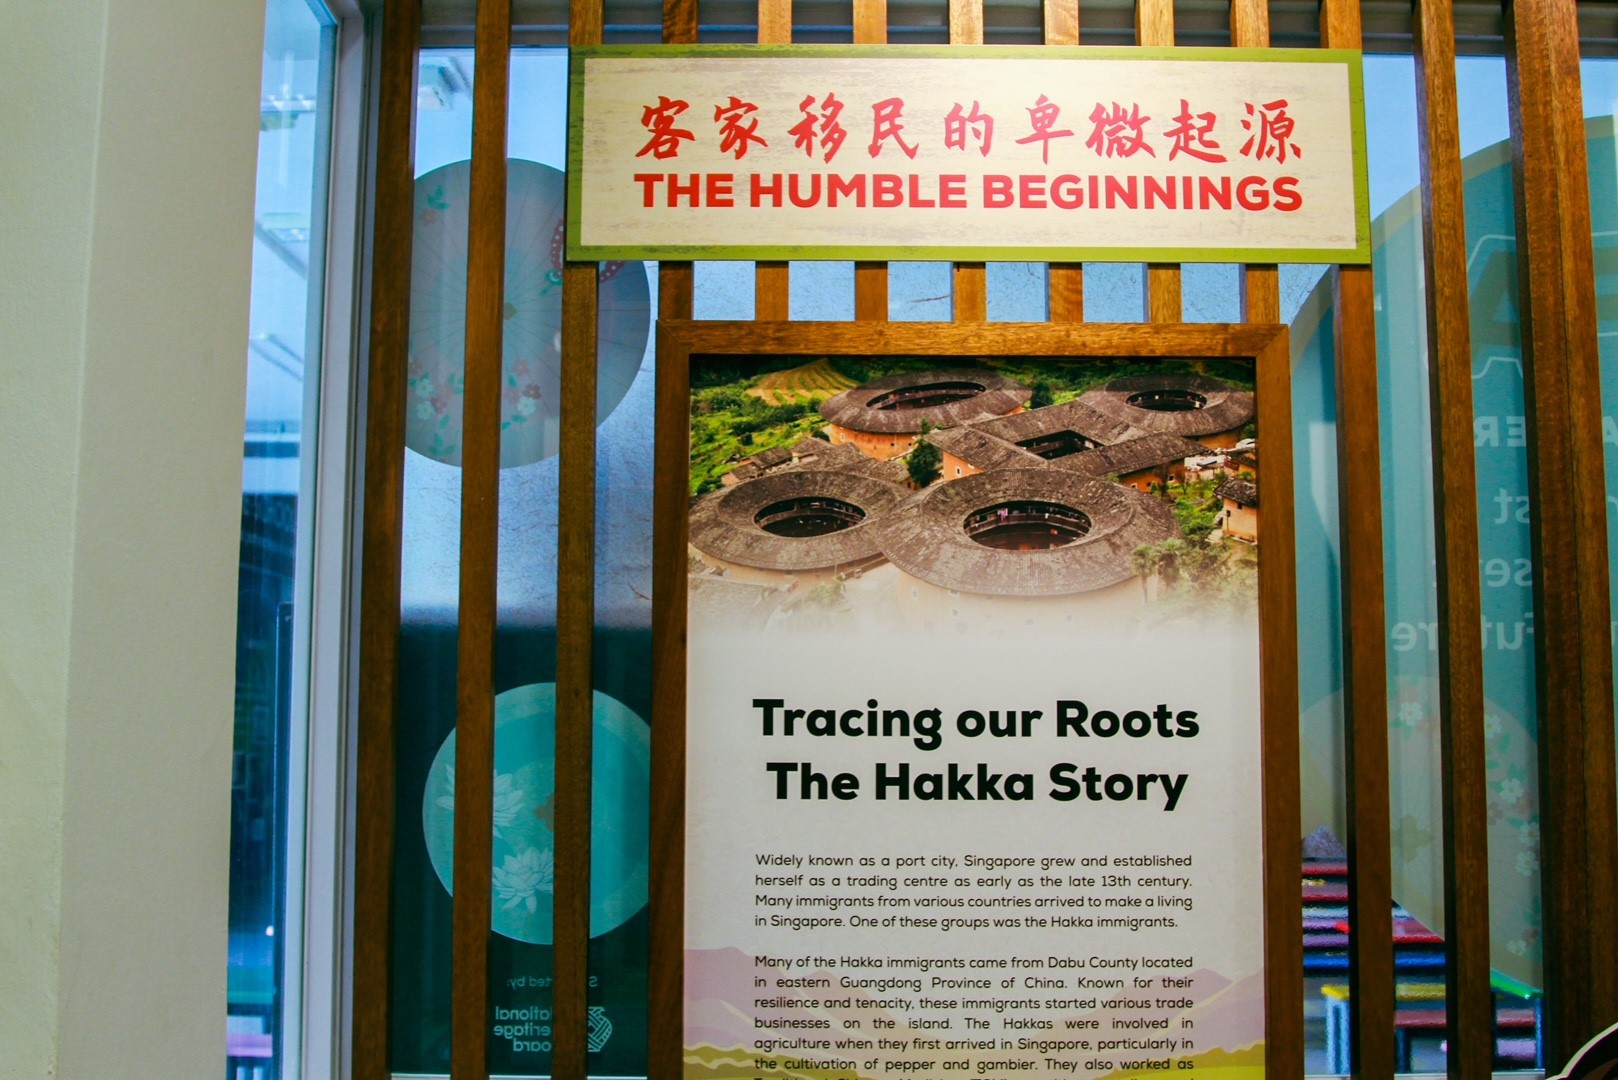 客家移民的卑微起源
THE HUMBLE BEGINNINGS
Tracing our Roots
The Hakka Story
Widely known as a port city, Singapore grew and established
herself as a trading centre as early as the late 13th century.
Many immigrants from various countries arrived to make a living
in Singapore. One of these groups was the Hakka immigrants.
Many of the Hakka immigrants came from Dabu County located
in eastern Guangdong Province of China. Known for their
resilience and tenacity, these immigrants started various trade
businesses on the island. The Hakkas were involved in
agriculture when they first arrived in Singapore, particularly in
the cultivation of pepper and gambier. They also worked as